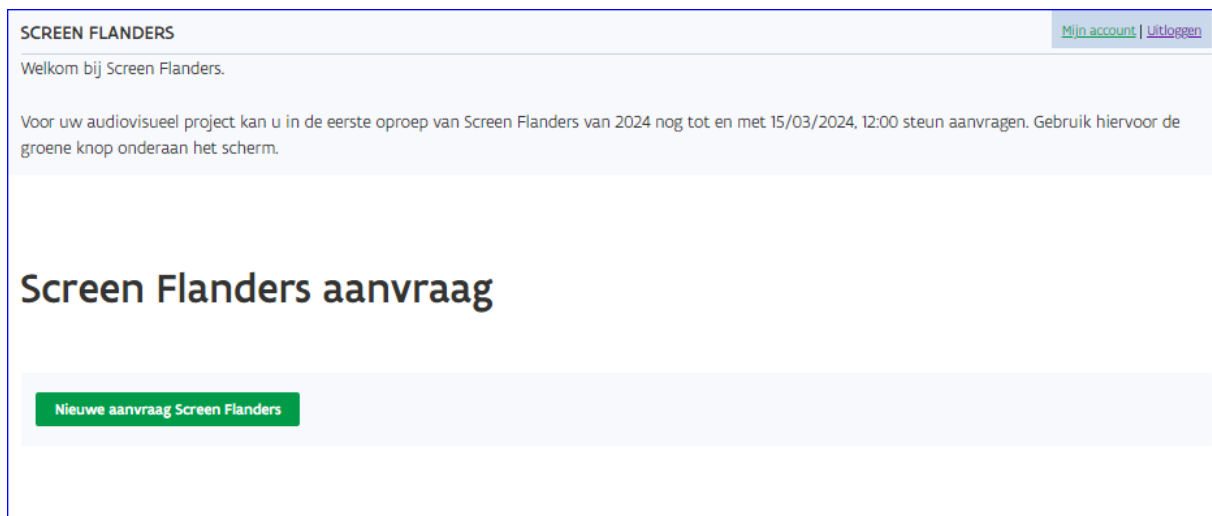 SCREEN FLANDERS
Mijn account | Uitloggen
Welkom bij Screen Flanders.
Voor uw audiovisueel project kan u in de eerste oproep van Screen Flanders van 2024 nog tot en met 15/03/2024, 12:00 steun aanvragen. Gebruik hiervoor de
groene knop onderaan het scherm.
Screen Flanders aanvraag
Nieuwe aanvraag Screen Flanders